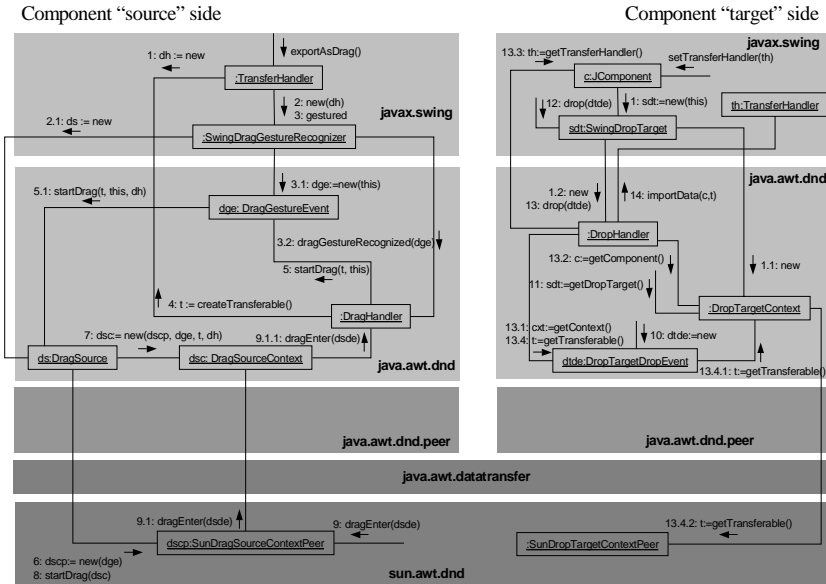 Component “source” side
Component “target” side
1: dh := new
exportAsDrag()
:TransferHandler
2: new(dh)
3: gestured
javax.swing
2.1: ds := new
:SwingDragGestureRecognizer
5.1: startDrag(t, this, dh)
3.1: dge:=new(this)
dge: DragGestureEvent
3.2: dragGestureRecognized(dge)
5: startDrag(t, this)
4: t := createTransferable()
:DragHandler
7: dsc:= new(dscp, dge, t, dh)
9.1.1: dragEnter(dsde)
ds:DragSource
dsc: DragSourceContext
java.awt.dnd
java.awt.dnd.peer
javax.swing
13.3: th:=getTransferHandler()
setTransferHandler(th)
c:JComponent
12: drop(dtde)
1: sdt:=new(this)
th:TransferHandler
sdt:SwingDropTarget
java.awt.dnd
1.2: new
13: drop(dtde)
14: importData(c,t)
:DropHandler
13.2: c:=getComponent()
1.1: new
11: sdt:=getDropTarget()
:DropTargetContext
13.1: cxt:=getContext()
13.4: t:=getTransferable()
10: dtde:=new
dtde:DropTargetDropEvent
13.4.1: t:=getTransferable()
java.awt.dnd.peer
java.awt.datatransfer
9.1: dragEnter(dsde)
9: dragEnter(dsde)
dscp:SunDragSourceContextPeer
6: dscp:= new(dge)
8: startDrag(dsc)
13.4.2: t:=getTransferable()
:SunDropTargetContextPeer
sun.awt.dnd